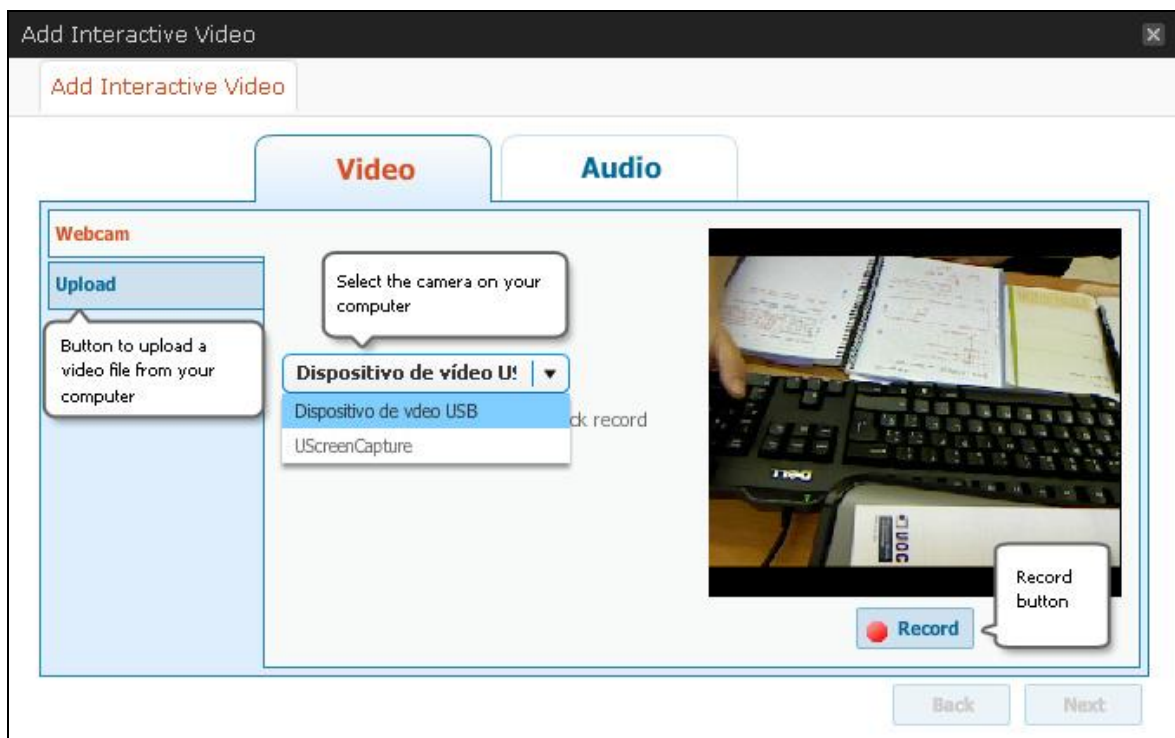 Add Interactive Video
Add Interactive Video
Video
Audio
Webcam
Upload
Button to upload a
video file from your
computer
Select the camera on your
computer
Dispositivo de vídeo U
Dispositivo de vdeo USB
UScreenCapture
record
DELL
UOC
Record
button
Record
Back
Next